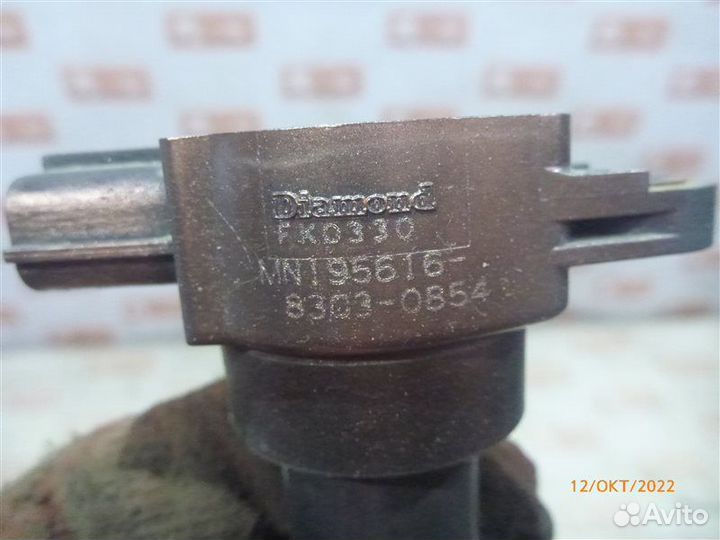 Diamond
FK0330
MN195616-
8303-0854
12/ОКТ/2022
Avito